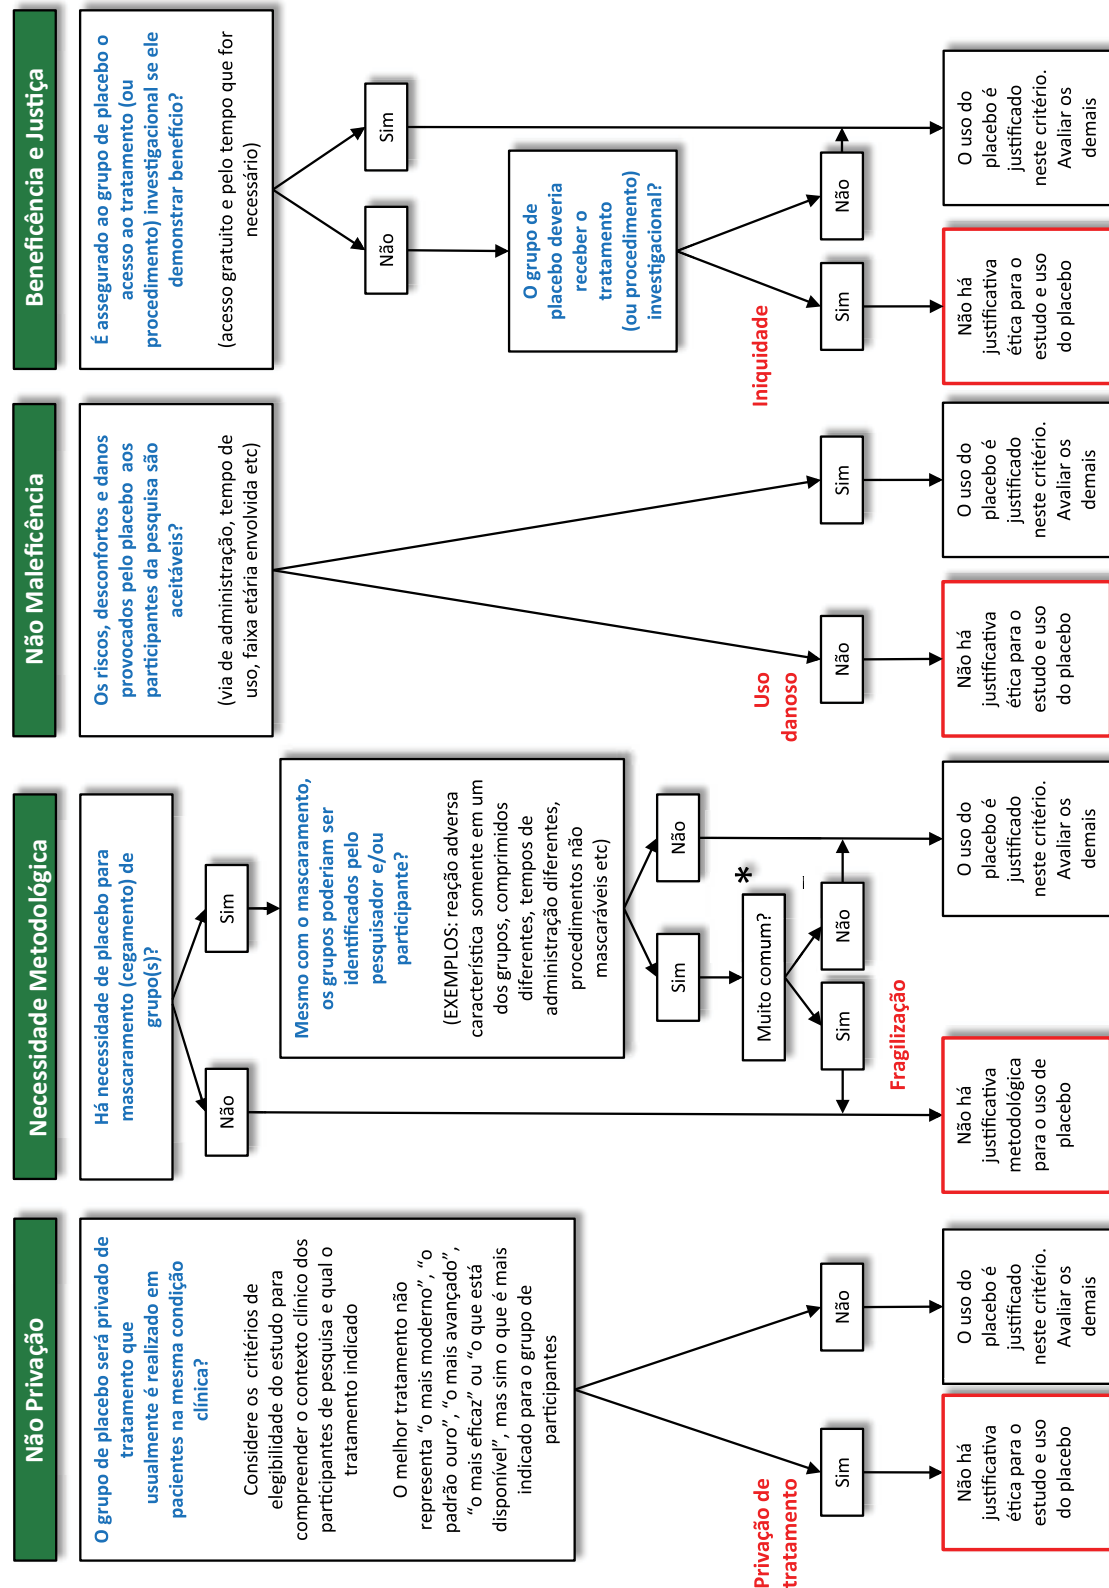 Não Privação
O grupo de placebo será privado de
tratamento que
usualmente é realizado em
pacientes na mesma condição
clínica?
Considere os critérios de
elegibilidade do estudo para
compreender o contexto clínico dos
participantes de pesquisa e qual o
tratamento indicado
O melhor tratamento não
representa “o mais moderno”, “o
padrão ouro”, “o mais avançado”,
“o mais eficaz” ou “o que está
disponível”, mas sim o que é mais
indicado para o grupo de
participantes
Privação de
tratamento
Sim
Não
Não há
justificativa
ética para o
estudo e uso
do placebo
O uso do
placebo é
justificado
neste critério.
Avaliar os
demais
Necessidade Metodológica
Há necessidade de placebo para
mascaramento (cegamento) de
grupo(s)?
Não
Sim
Mesmo com o mascaramento,
os grupos poderiam ser
identificados pelo
pesquisador e/ou
participante?
(EXEMPLOS: reação adversa
característica somente em um
dos grupos, comprimidos
diferentes, tempos de
administração diferentes,
procedimentos não
mascaráveis etc)
Sim
Não
Muito comum?
*
Sim
Não
Fragilização
Não há
justificativa
metodológica
para o uso de
placebo
O uso do
placebo é
justificado
neste critério.
Avaliar os
demais
Não Maleficência
Os riscos, desconfortos e danos
provocados pelo placebo aos
participantes da pesquisa são
aceitáveis?
(via de administração, tempo de
uso, faixa etária envolvida etc)
Uso
danoso
Não
Sim
Não há
justificativa
ética para o
estudo e uso
do placebo
O uso do
placebo é
justificado
neste critério.
Avaliar os
demais
Beneficência e Justiça
É assegurado ao grupo de placebo o
acesso ao tratamento (ou
procedimento) investigacional se ele
demonstrar benefício?
(acesso gratuito e pelo tempo que for
necessário)
Não
Sim
O grupo de
placebo deveria
receber o
tratamento
(ou procedimento)
investigacional?
Iniquidade
Sim
Não
Não há
justificativa
ética para o
estudo e uso
do placebo
O uso do
placebo é
justificado
neste critério.
Avaliar os
demais